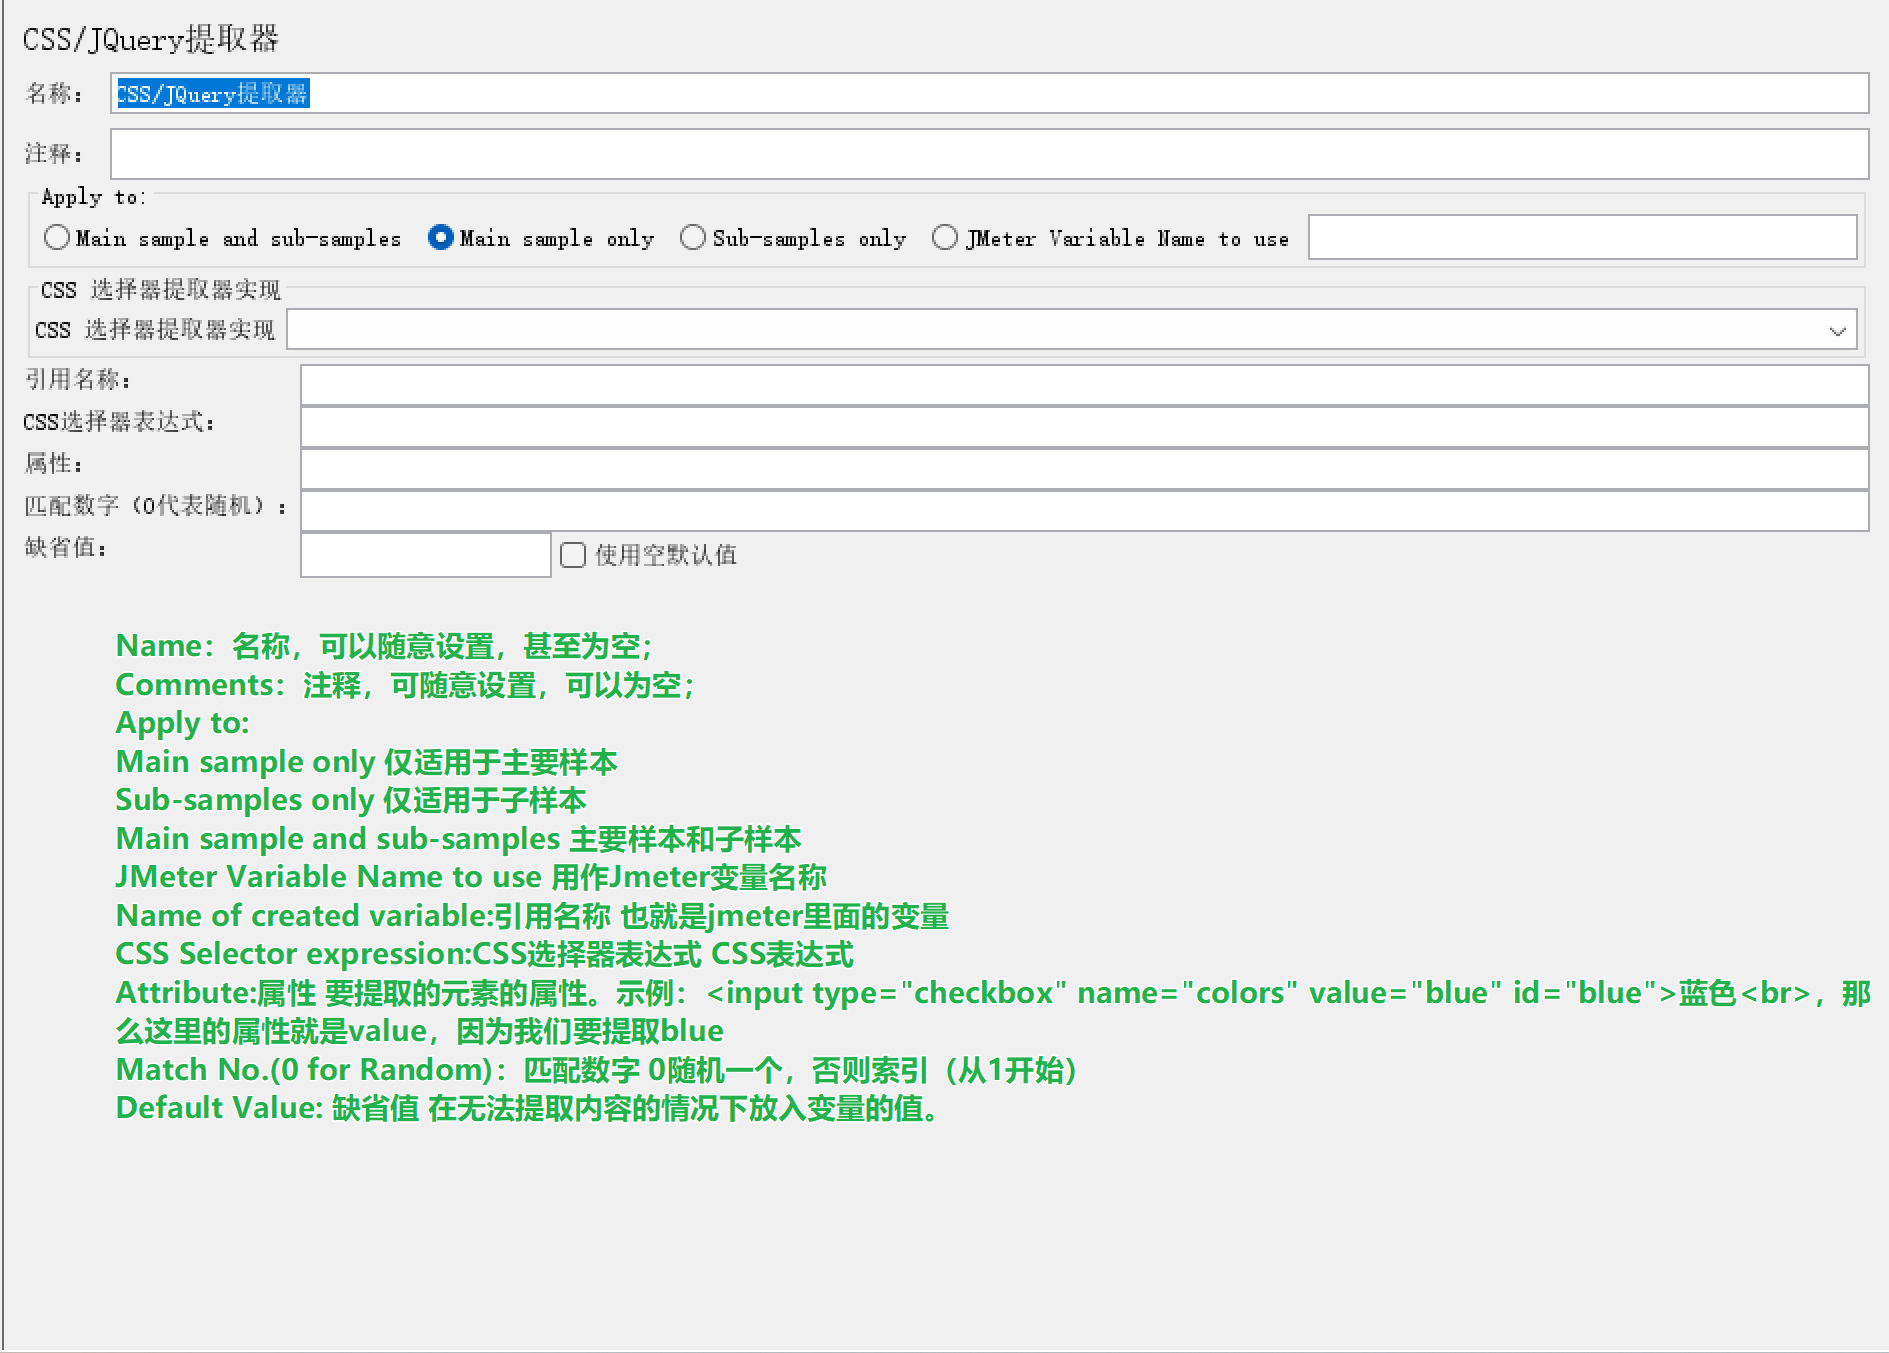 CSS/JQuery提取器
名称： CSS/JQuery提取器
注释：
Apply to:
Main sample and sub-samples Main sample only Sub-samples only JMeter Variable Name to use
CSS 选择器提取器实现
CSS 选择器提取器实现
引用名称：
CSS选择器表达式：
属性：
匹配数字（0代表随机）：
缺省值： 使用空默认值
Name：名称，可以随意设置，甚至为空；
Comments：注释，可随意设置，可以为空；
Apply to:
Main sample only 仅适用于主要样本
Sub-samples only 仅适用于子样本
Main sample and sub-samples 主要样本和子样本
JMeter Variable Name to use 用作Jmeter变量名称
Name of created variable:引用名称 也就是jmeter里面的变量
CSS Selector expression:CSS选择器表达式 CSS表达式
Attribute:属性 要提取的元素的属性。示例：<input type="checkbox" name="colors" value="blue" id="blue">蓝色<br>，那
么这里的属性就是value，因为我们要提取blue
Match No.(0 for Random)：匹配数字 0随机一个，否则索引（从1开始）
Default Value: 缺省值 在无法提取内容的情况下放入变量的值。